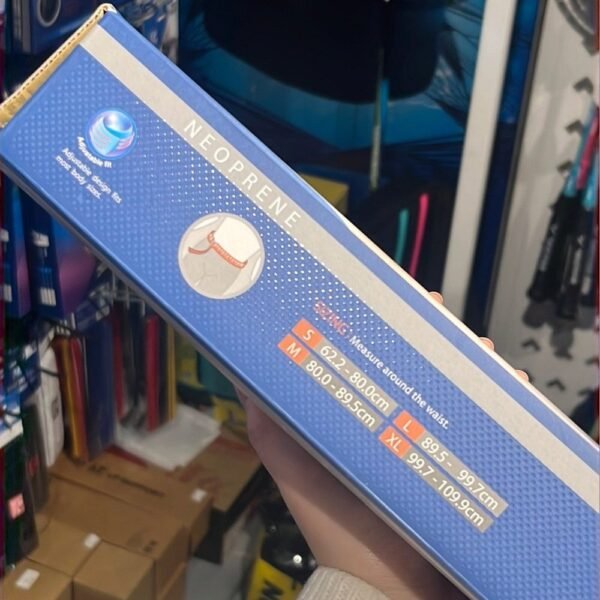 Adjustable fit
Adjustable design fits
most body sizes.
NEOPRENE
SIZING: Measure around the waist.
S 62.2 - 80.0cm
M 80.0 - 89.5cm
L 89.5 - 99.7cm
XL 99.7 - 109.9cm